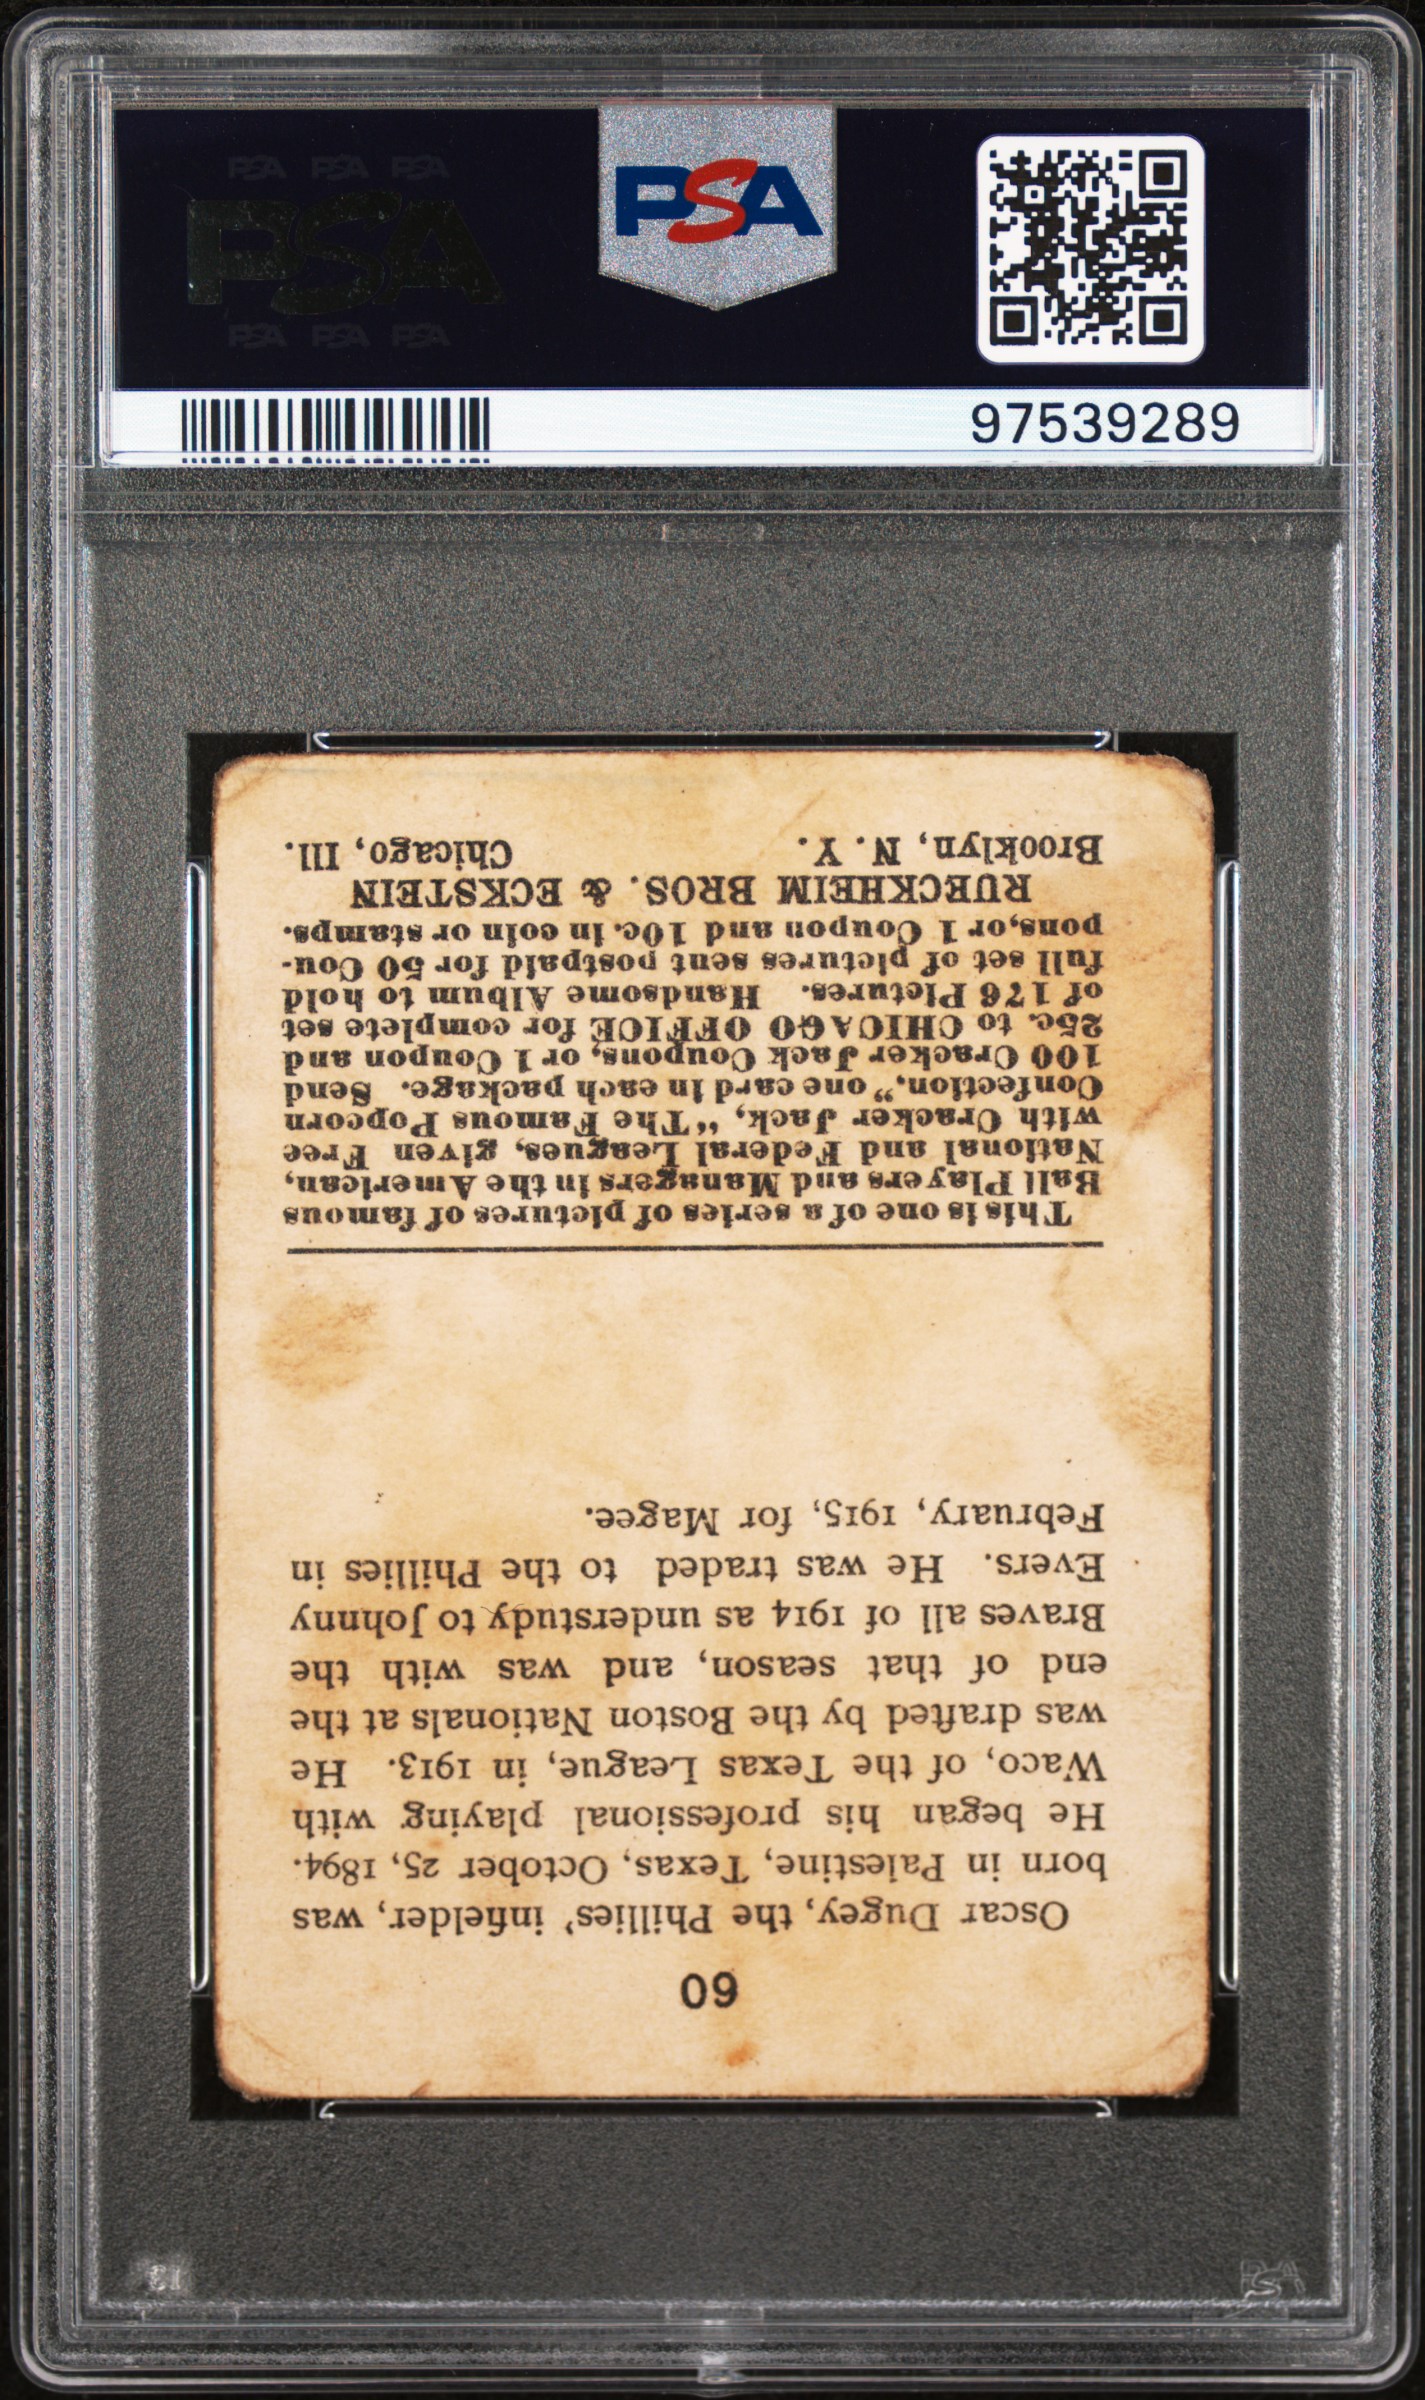 PSA PSA PSA
PSA
PSA PSA PSA
PSA
97539289
60
Oscar Dugey, the Phillies' infielder, was
born in Palestine, Texas, October 25, 1894.
He began his professional playing with
Waco, of the Texas League, in 1913. He
was drafted by the Boston Nationals at the
end of that season, and was with the
Braves all of 1914 as understudy to Johnny
Evers. He was traded to the Phillies in
February, 1915, for Magee.
This is one of a series of pictures of famous
Ball Players and Managers in the American,
National and Federal Leagues, given Free
with Cracker Jack, "The Famous Popcorn
Confection," one card in each package. Send
100 Cracker Jack Coupons, or 1 Coupon and
25c. to CHICAGO OFFICE for complete set
of 176 Pictures. Handsome Album to hold
full set of pictures sent postpaid for 50 Cou-
pons, or 1 Coupon and 10c. in coin or stamps.
RUECKHEIM BROS. & ECKSTEIN
Brooklyn, N. Y. Chicago, Ill.
PSA